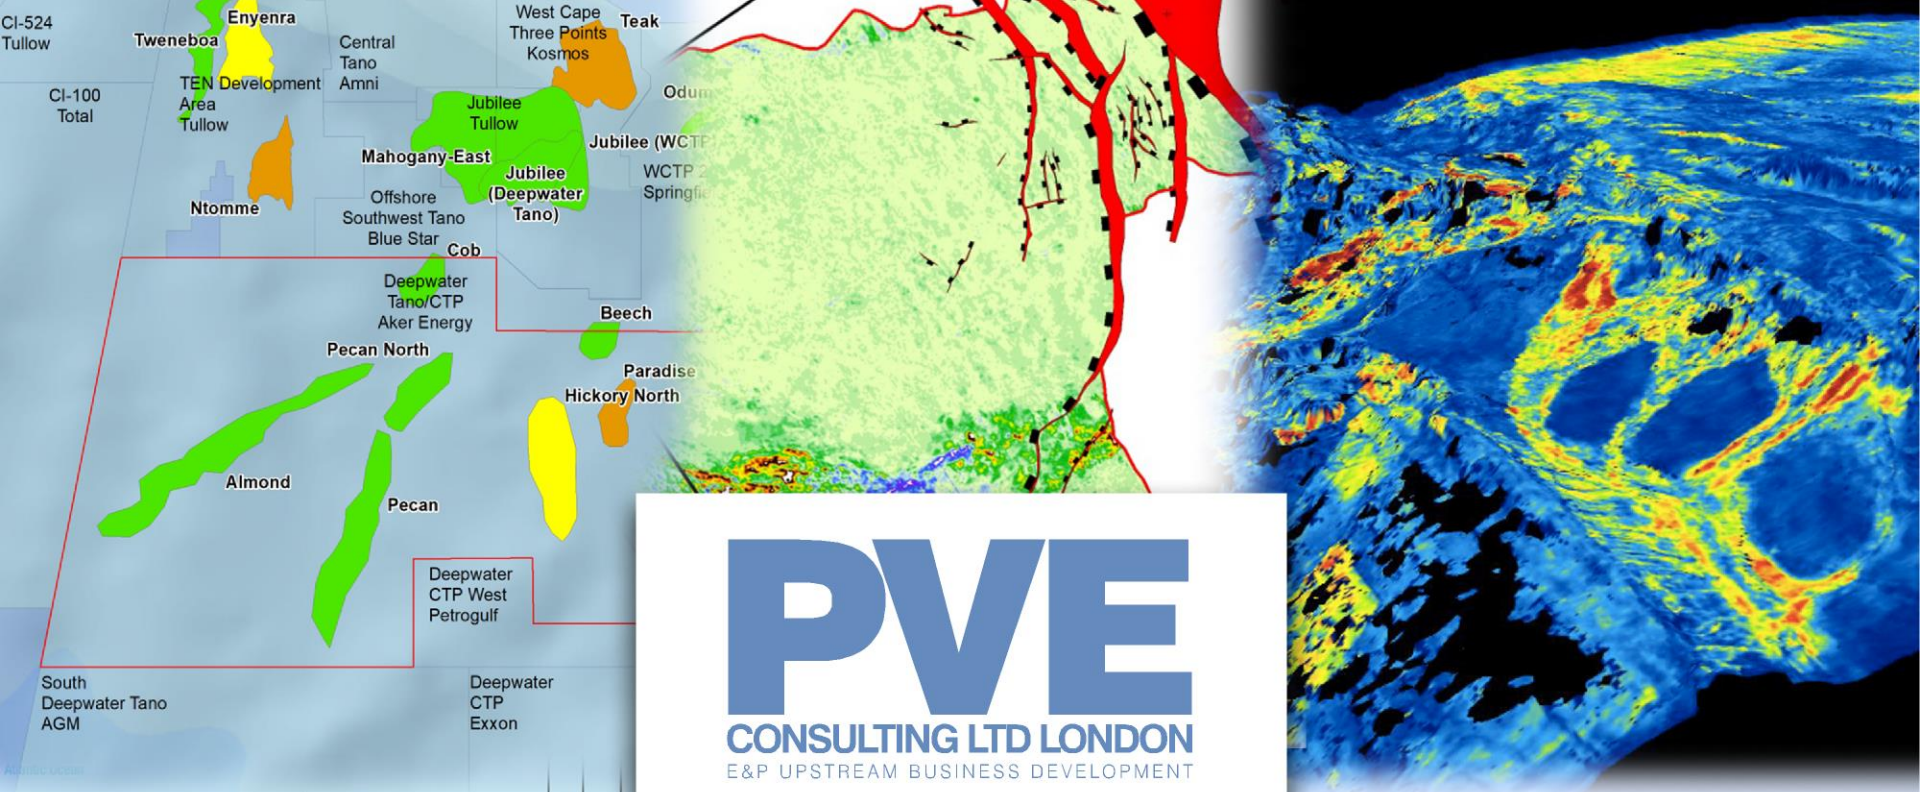 CI-524
Tullow
Enyenra
Tweneboa
Central
Tano
Amni
West Cape
Three Points
Kosmos
Teak
TEN Development
Area
Tullow
CI-100
Total
Jubilee
Tullow
Jubilee (WCTP
Mahogany-East
Jubilee
(Deepwater
Tano)
WCTP 2
Ntomme
Offshore
Southwest Tano
Blue Star
Cob
Deepwater
Tano/CTP
Aker Energy
Beech
Pecan North
Paradise
Hickory North
Almond
Pecan
Deepwater
CTP West
Petrogulf
South
Deepwater Tano
AGM
Deepwater
CTP
Exxon
PVE
CONSULTING LTD LONDON
E&P UPSTREAM BUSINESS DEVELOPMENT